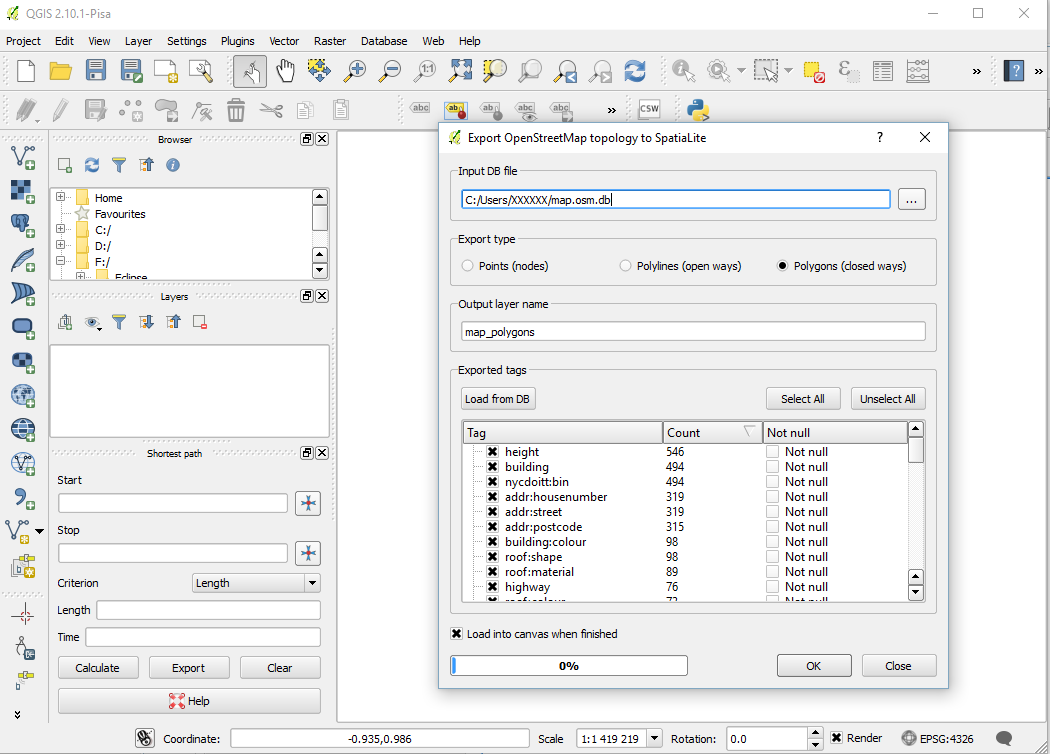 QGIS 2.10.1-Pisa
Project Edit View Layer Settings Plugins Vector Raster Database Web Help
1:1
abc abc abc abc abc CSW
Browser
Home
Favourites
C:/
D:/
F:/
Eclipse
Layers
Shortest path
Start
Stop
Criterion Length
Length
Time
Calculate Export Clear
Help
Export OpenStreetMap topology to SpatiaLite
Input DB file
C:/Users/XXXXXX/map.osm.db
...
Export type
Points (nodes) Polylines (open ways) Polygons (closed ways)
Output layer name
map_polygons
Exported tags
Load from DB Select All Unselect All
Tag Count Not null
height 546 Not null
building 494 Not null
nycdoitt:bin 494 Not null
addr:housenumber 319 Not null
addr:street 319 Not null
addr:postcode 315 Not null
building:colour 98 Not null
roof:shape 98 Not null
roof:material 89 Not null
highway 76 Not null
roof:colour 73 Not null
Load into canvas when finished
0% OK Close
Coordinate: -0.935,0.986 Scale 1:1 419 219 Rotation: 0.0 Render EPSG:4326